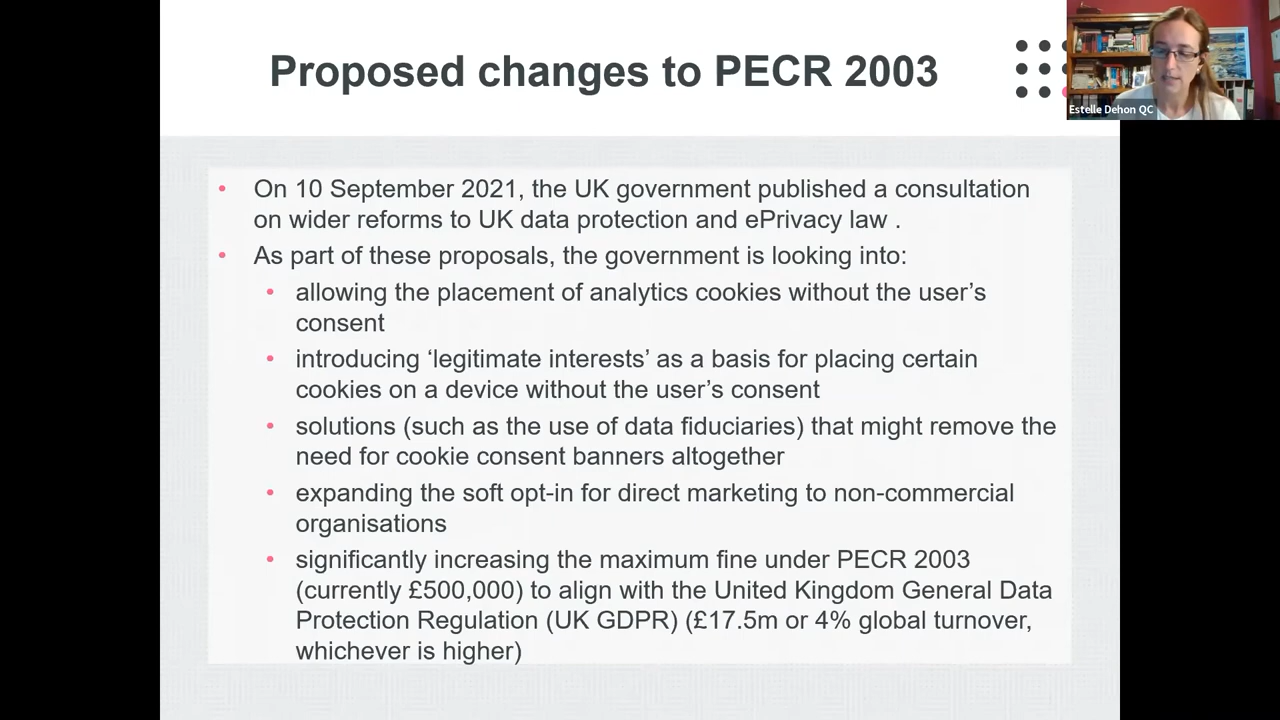 Proposed changes to PECR 2003
Estelle Dehon QC
• On 10 September 2021, the UK government published a consultation
on wider reforms to UK data protection and ePrivacy law .
• As part of these proposals, the government is looking into:
• allowing the placement of analytics cookies without the user’s
consent
• introducing ‘legitimate interests’ as a basis for placing certain
cookies on a device without the user’s consent
• solutions (such as the use of data fiduciaries) that might remove the
need for cookie consent banners altogether
• expanding the soft opt-in for direct marketing to non-commercial
organisations
• significantly increasing the maximum fine under PECR 2003
(currently £500,000) to align with the United Kingdom General Data
Protection Regulation (UK GDPR) (£17.5m or 4% global turnover,
whichever is higher)